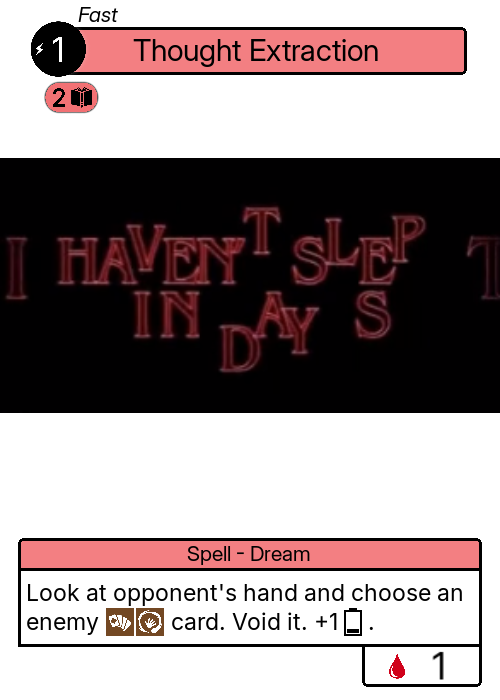 Fast
1
Thought Extraction
2
I HAVEN'T SLEP T
IN DAYS
Spell - Dream
Look at opponent's hand and choose an
enemy card. Void it. +1 .
1